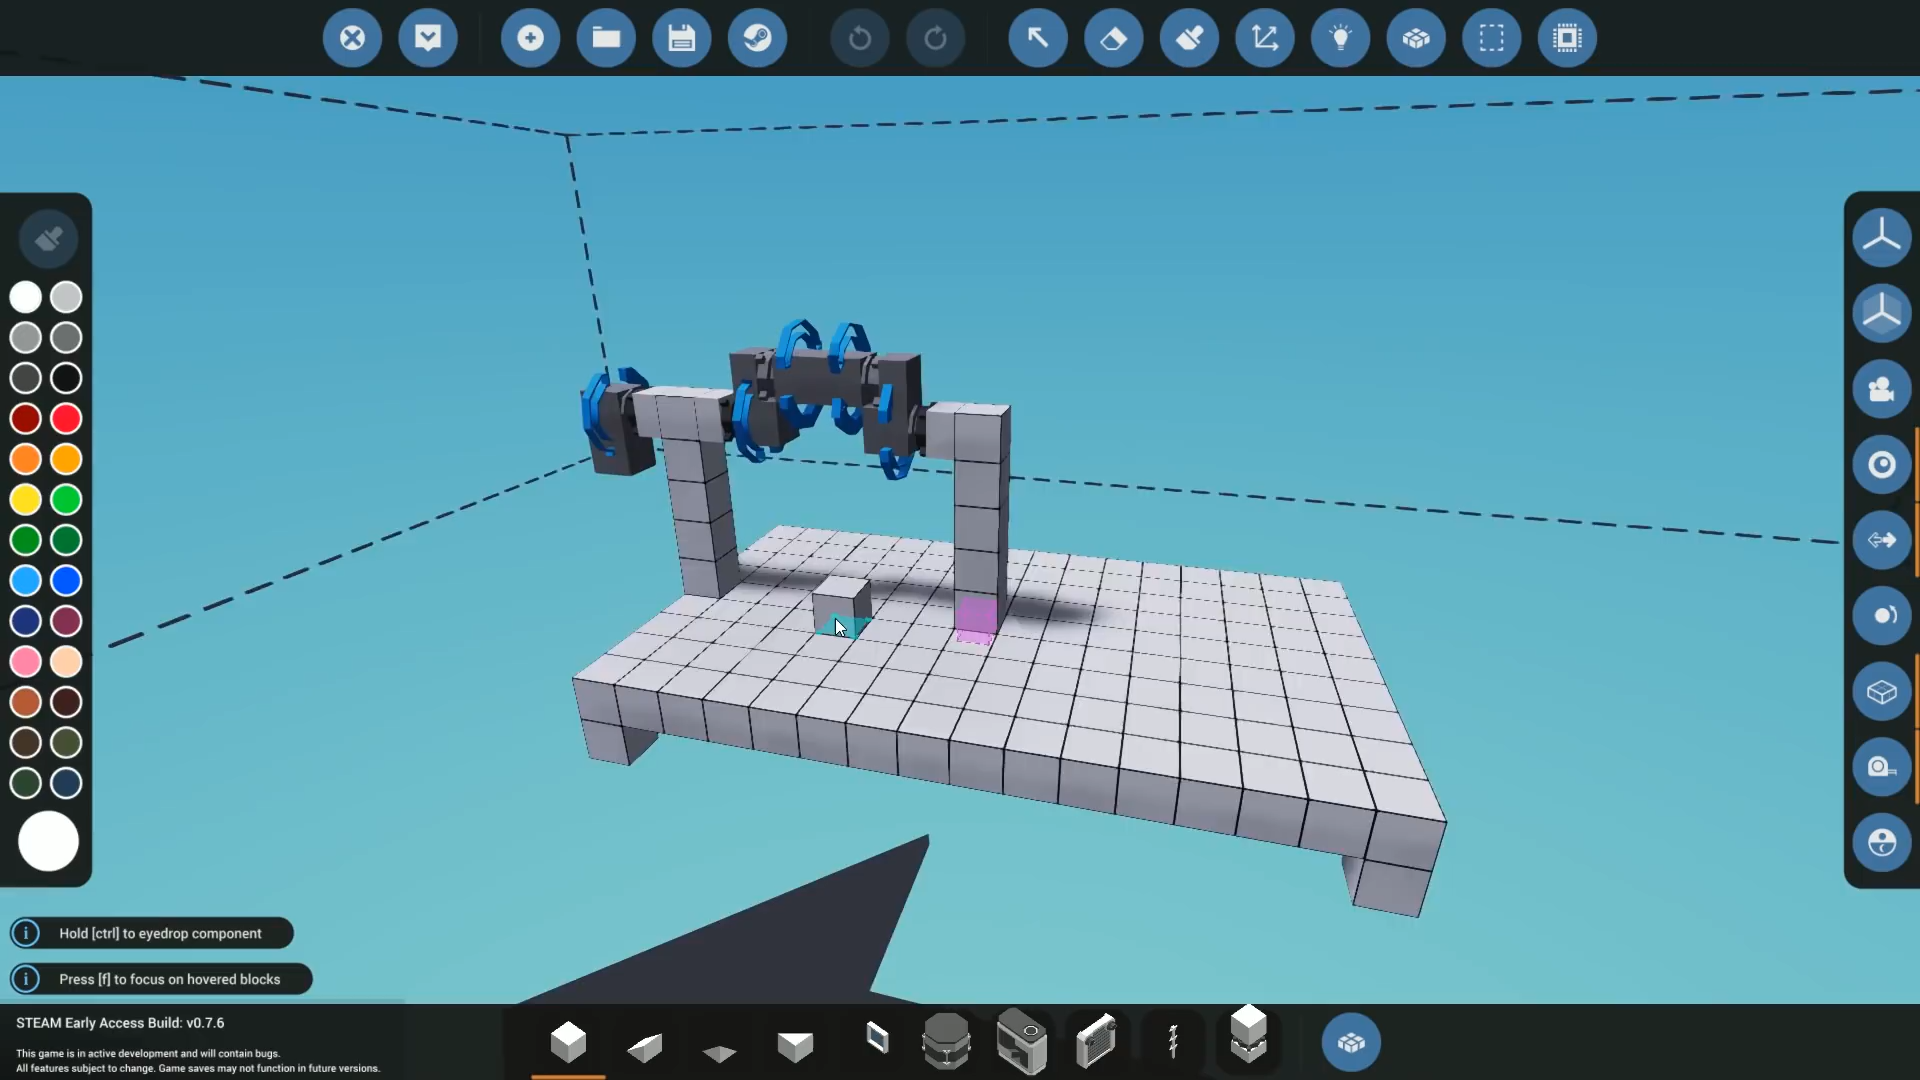 Hold [ctrl] to eyedrop component
Press [f] to focus on hovered blocks
STEAM Early Access Build: v0.7.6
This game is in active development and will contain bugs.
All features subject to change. Game saves may not function in future versions.